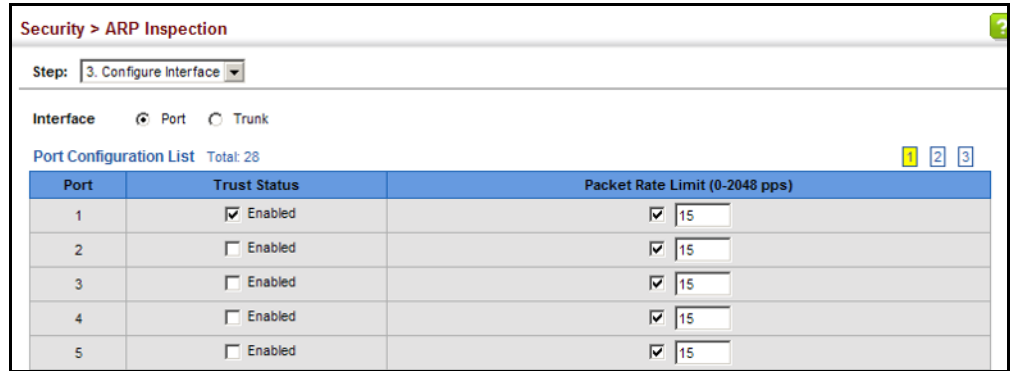 Security > ARP Inspection
?
Step: 3. Configure Interface
Interface Port Trunk
Port Configuration List Total: 28 1 2 3
Port Trust Status Packet Rate Limit (0-2048 pps)
1 Enabled 15
2 Enabled 15
3 Enabled 15
4 Enabled 15
5 Enabled 15